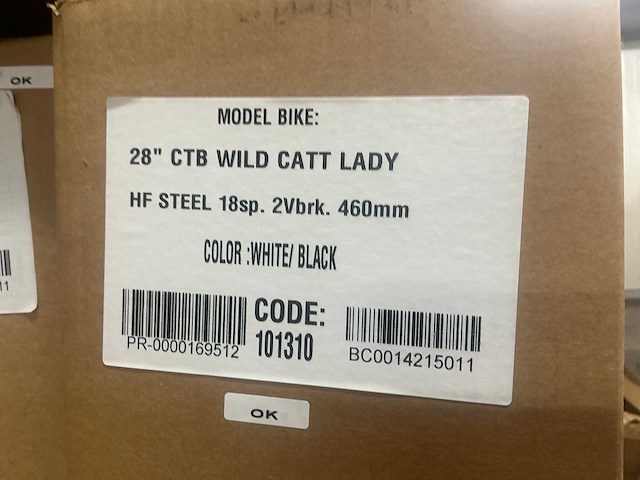 OK
MODEL BIKE:
28" CTB WILD CATT LADY
HF STEEL 18sp. 2Vbrk. 460mm
COLOR :WHITE/ BLACK
CODE:
101310
PR-0000169512
BC0014215011
OK